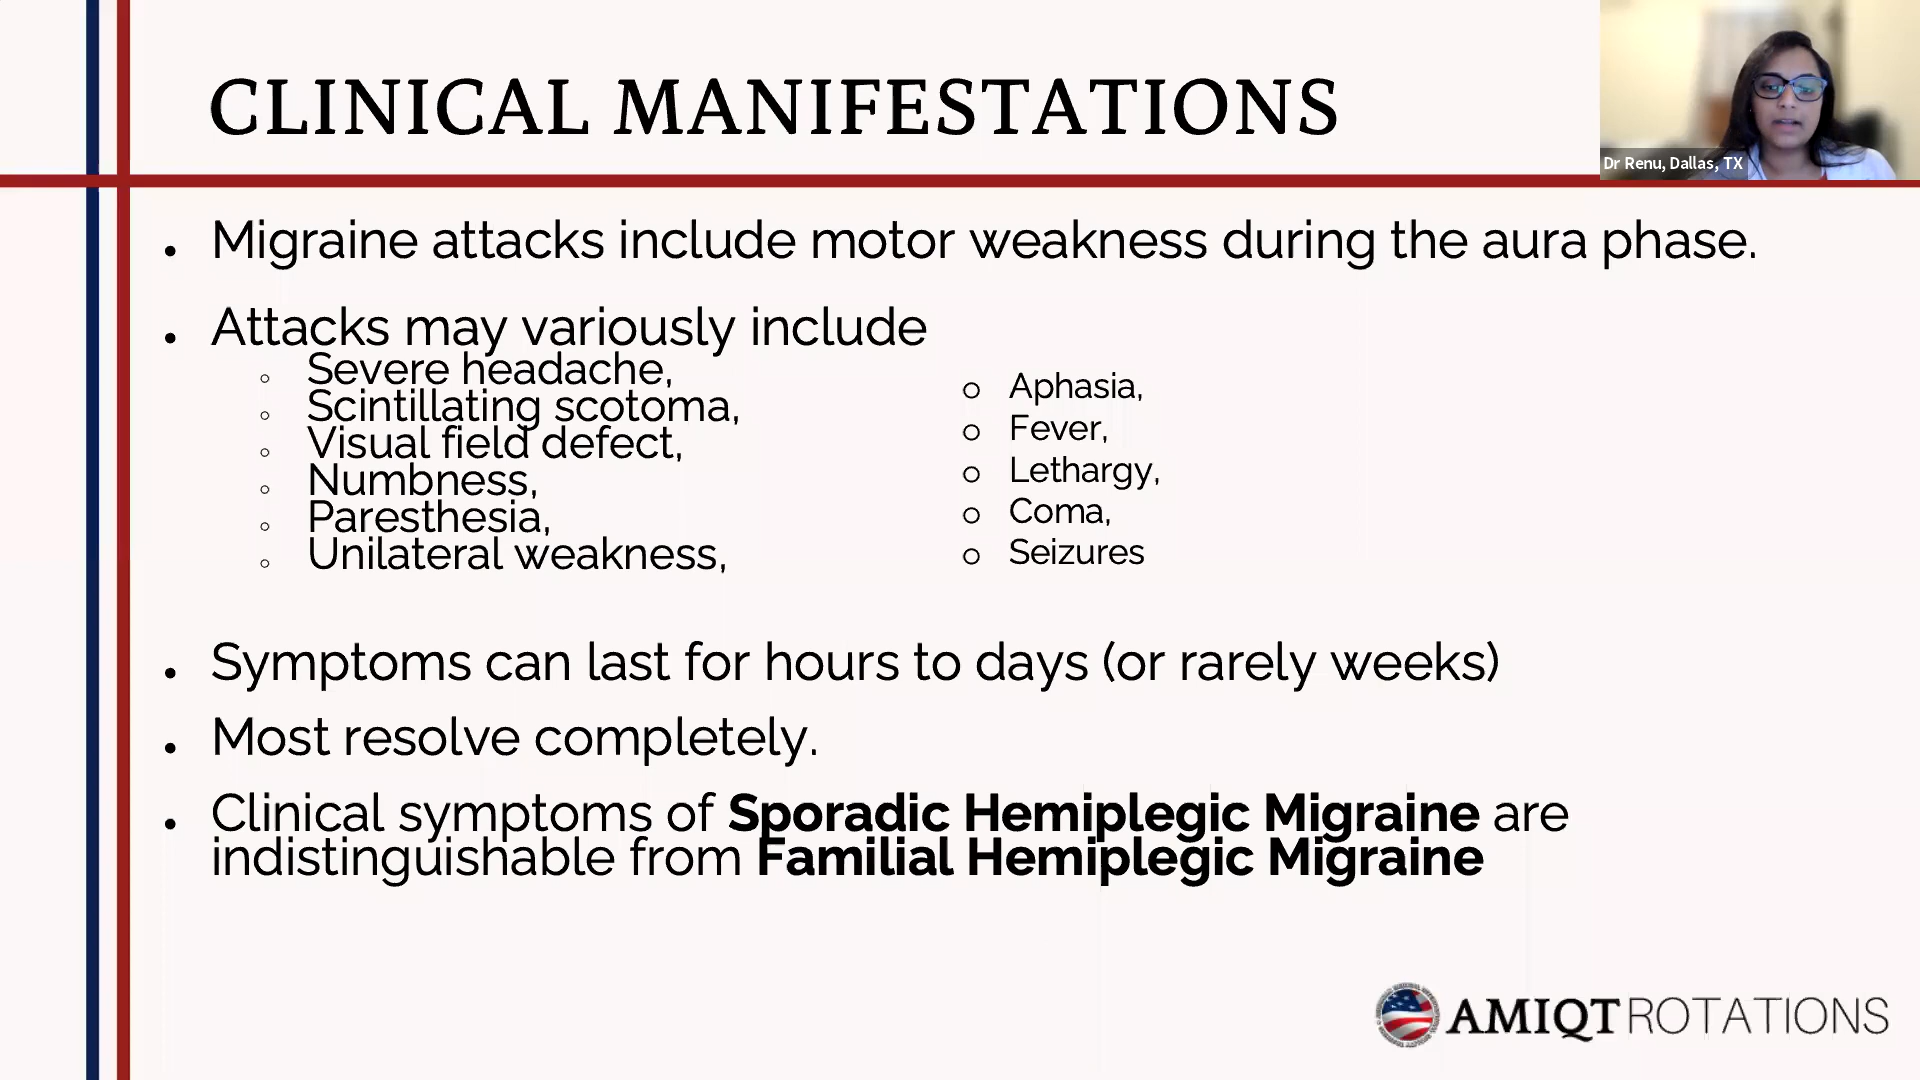 CLINICAL MANIFESTATIONS
Dr Renu, Dallas, TX
Migraine attacks include motor weakness during the aura phase.
Attacks may variously include
Severe headache,
Scintillating scotoma,
Visual field defect,
Numbness,
Paresthesia,
Unilateral weakness,
Aphasia,
Fever,
Lethargy,
Coma,
Seizures
Symptoms can last for hours to days (or rarely weeks)
Most resolve completely.
Clinical symptoms of Sporadic Hemiplegic Migraine are
indistinguishable from Familial Hemiplegic Migraine
AMIQT ROTATIONS